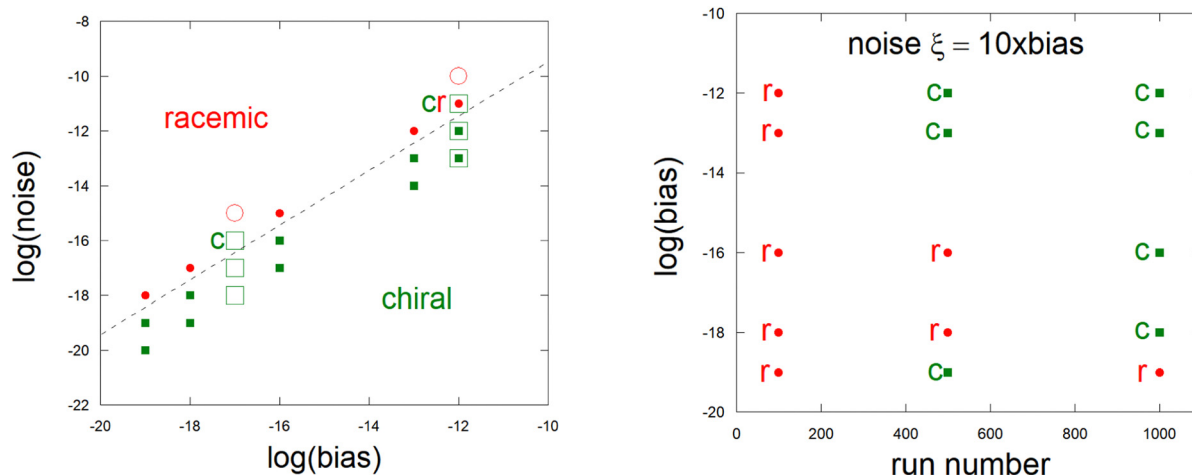 -8
-10
-12
-14
-16
-18
-20
-22
log(noise)
racemic
cr
c
chiral
-20
-18
-16
-14
-12
-10
log(bias)
-10
-12
-14
-16
-18
-20
log(bias)
noise ξ = 10xbias
r c c
r c c
r r c
r r c
r c r
0
200
400
600
800
1000
run number